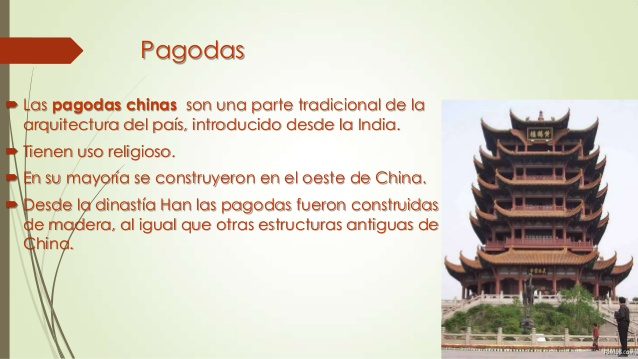 Pagodas
Las pagodas chinas son una parte tradicional de la
arquitectura del país, introducido desde la India.
Tienen uso religioso.
En su mayoría se construyeron en el oeste de China.
Desde la dinastía Han las pagodas fueron construidas
de madera, al igual que otras estructuras antiguas de
China.